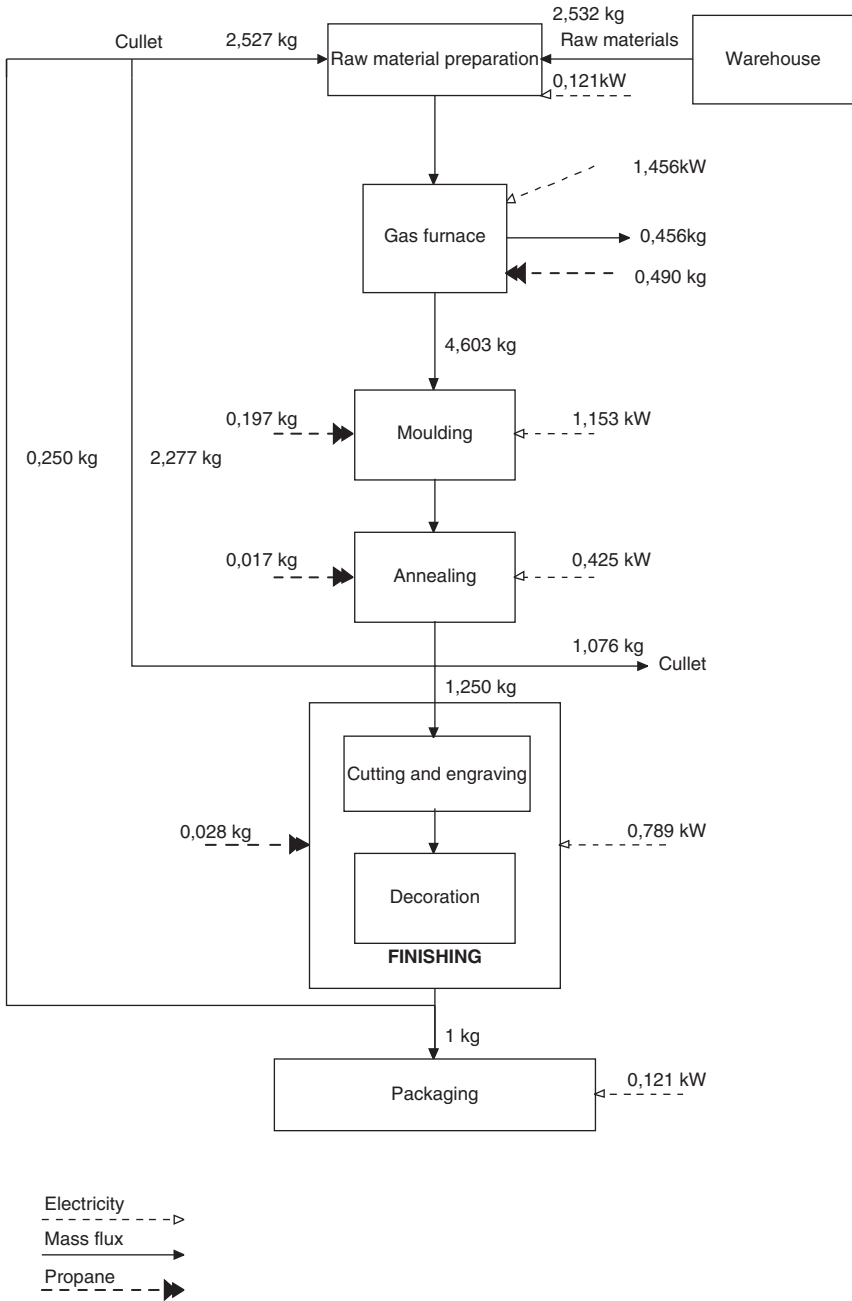 2,532 kg
Cullet
2,527 kg
Raw materials
Raw material preparation
Warehouse
0,121kW
1,456kW
Gas furnace
0,456kg
0,490 kg
4,603 kg
0,197 kg
1,153 kW
Moulding
0,250 kg
2,277 kg
0,017 kg
0,425 kW
Annealing
1,076 kg
Cullet
1,250 kg
Cutting and engraving
0,028 kg
0,789 kW
Decoration
FINISHING
1 kg
0,121 kW
Packaging
Electricity
Mass flux
Propane